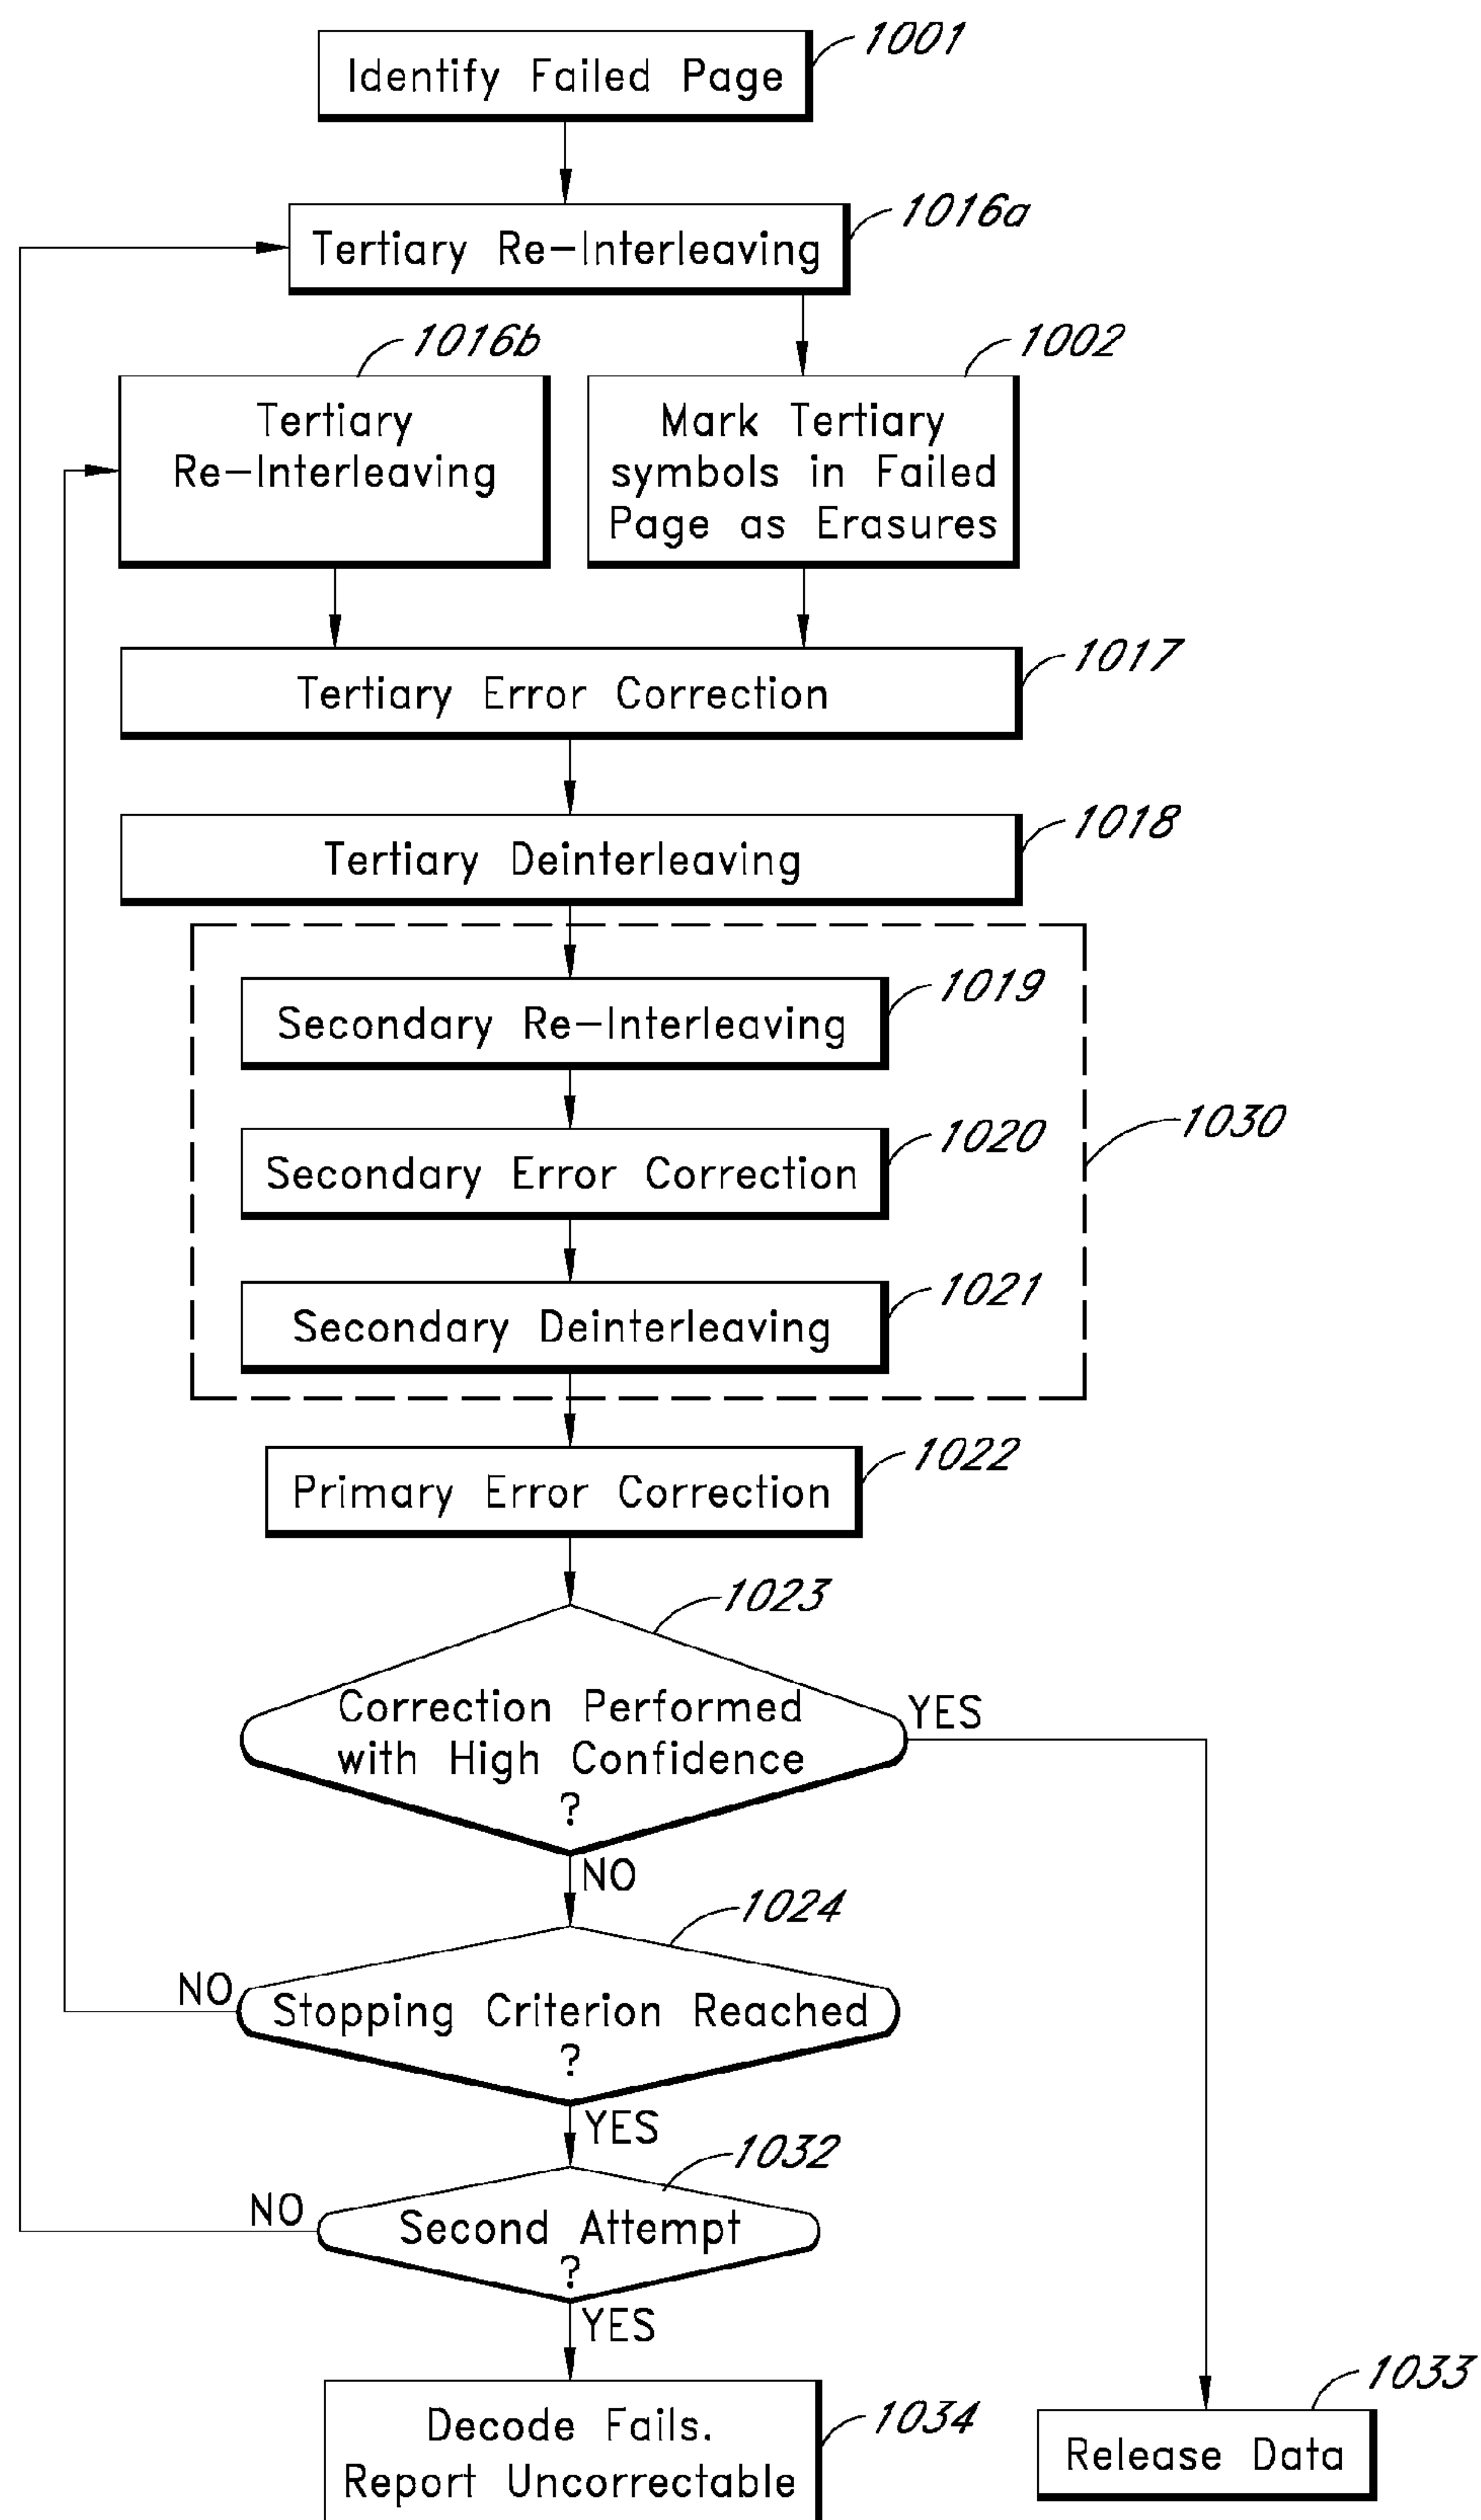 1001
Identify Failed Page
1016a
Tertiary Re-Interleaving
1016b
1002
Tertiary
Re-Interleaving
Mark Tertiary
symbols in Failed
Page as Erasures
1017
Tertiary Error Correction
1018
Tertiary Deinterleaving
1019
Secondary Re-Interleaving
1030
1020
Secondary Error Correction
1021
Secondary Deinterleaving
1022
Primary Error Correction
1023
Correction Performed
with High Confidence
?
YES
NO
1024
NO
Stopping Criterion Reached
?
YES
1032
NO
Second Attempt
?
YES
1033
1034
Decode Fails.
Report Uncorrectable
Release Data